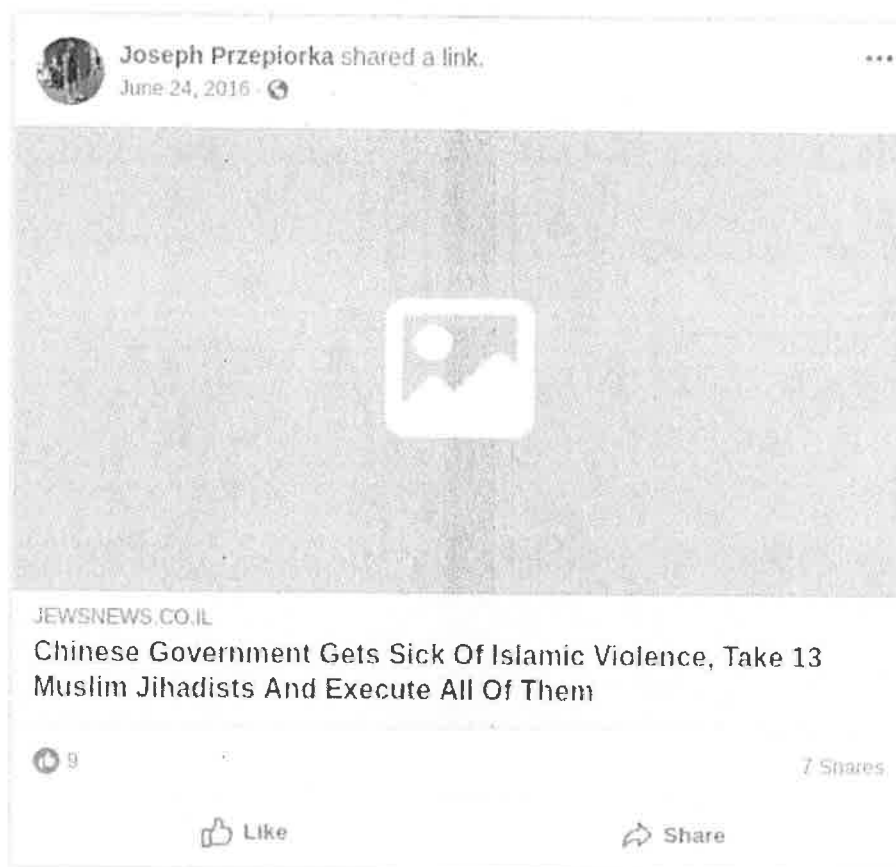 Joseph Przepiorka shared a link.
June 24, 2016 ·
JEWSNEWS.CO.IL
Chinese Government Gets Sick Of Islamic Violence, Take 13
Muslim Jihadists And Execute All Of Them
9
7 Shares
Like
Share